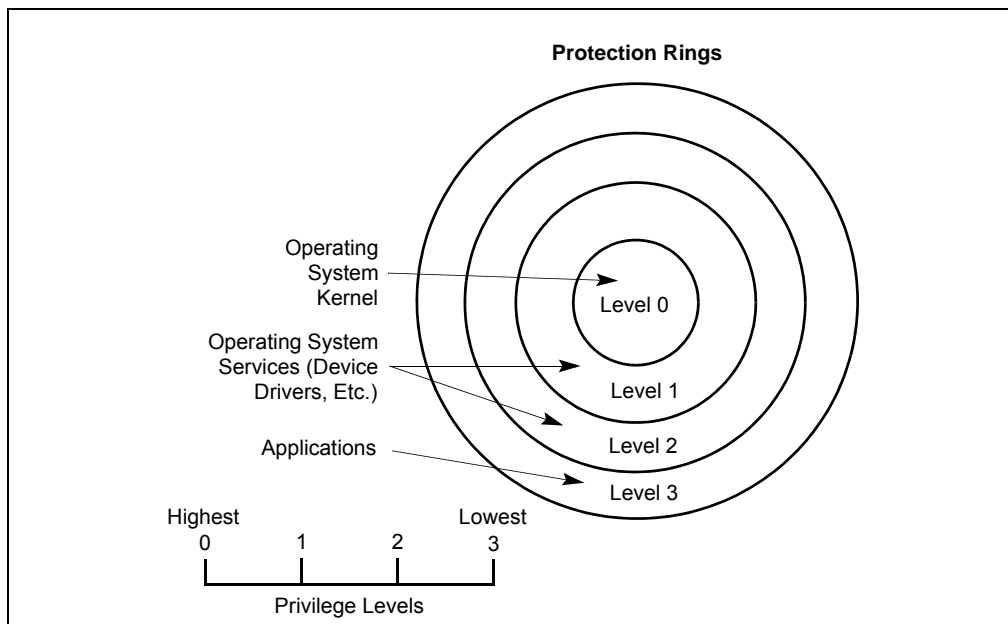 Protection Rings
Operating
System
Kernel
Level 0
Operating System
Services (Device
Drivers, Etc.)
Level 1
Level 2
Applications
Level 3
Highest
Lowest
0
1
2
3
Privilege Levels